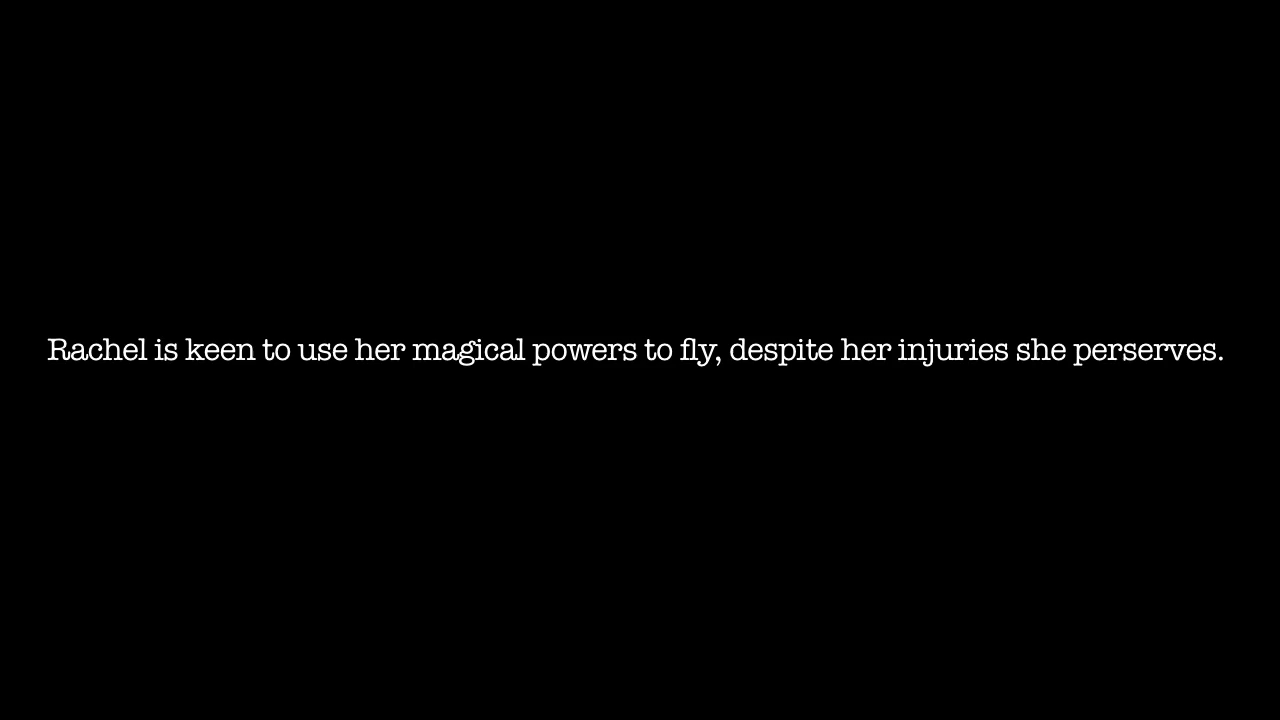 Rachel is keen to use her magical powers to fly, despite her injuries she perserves.